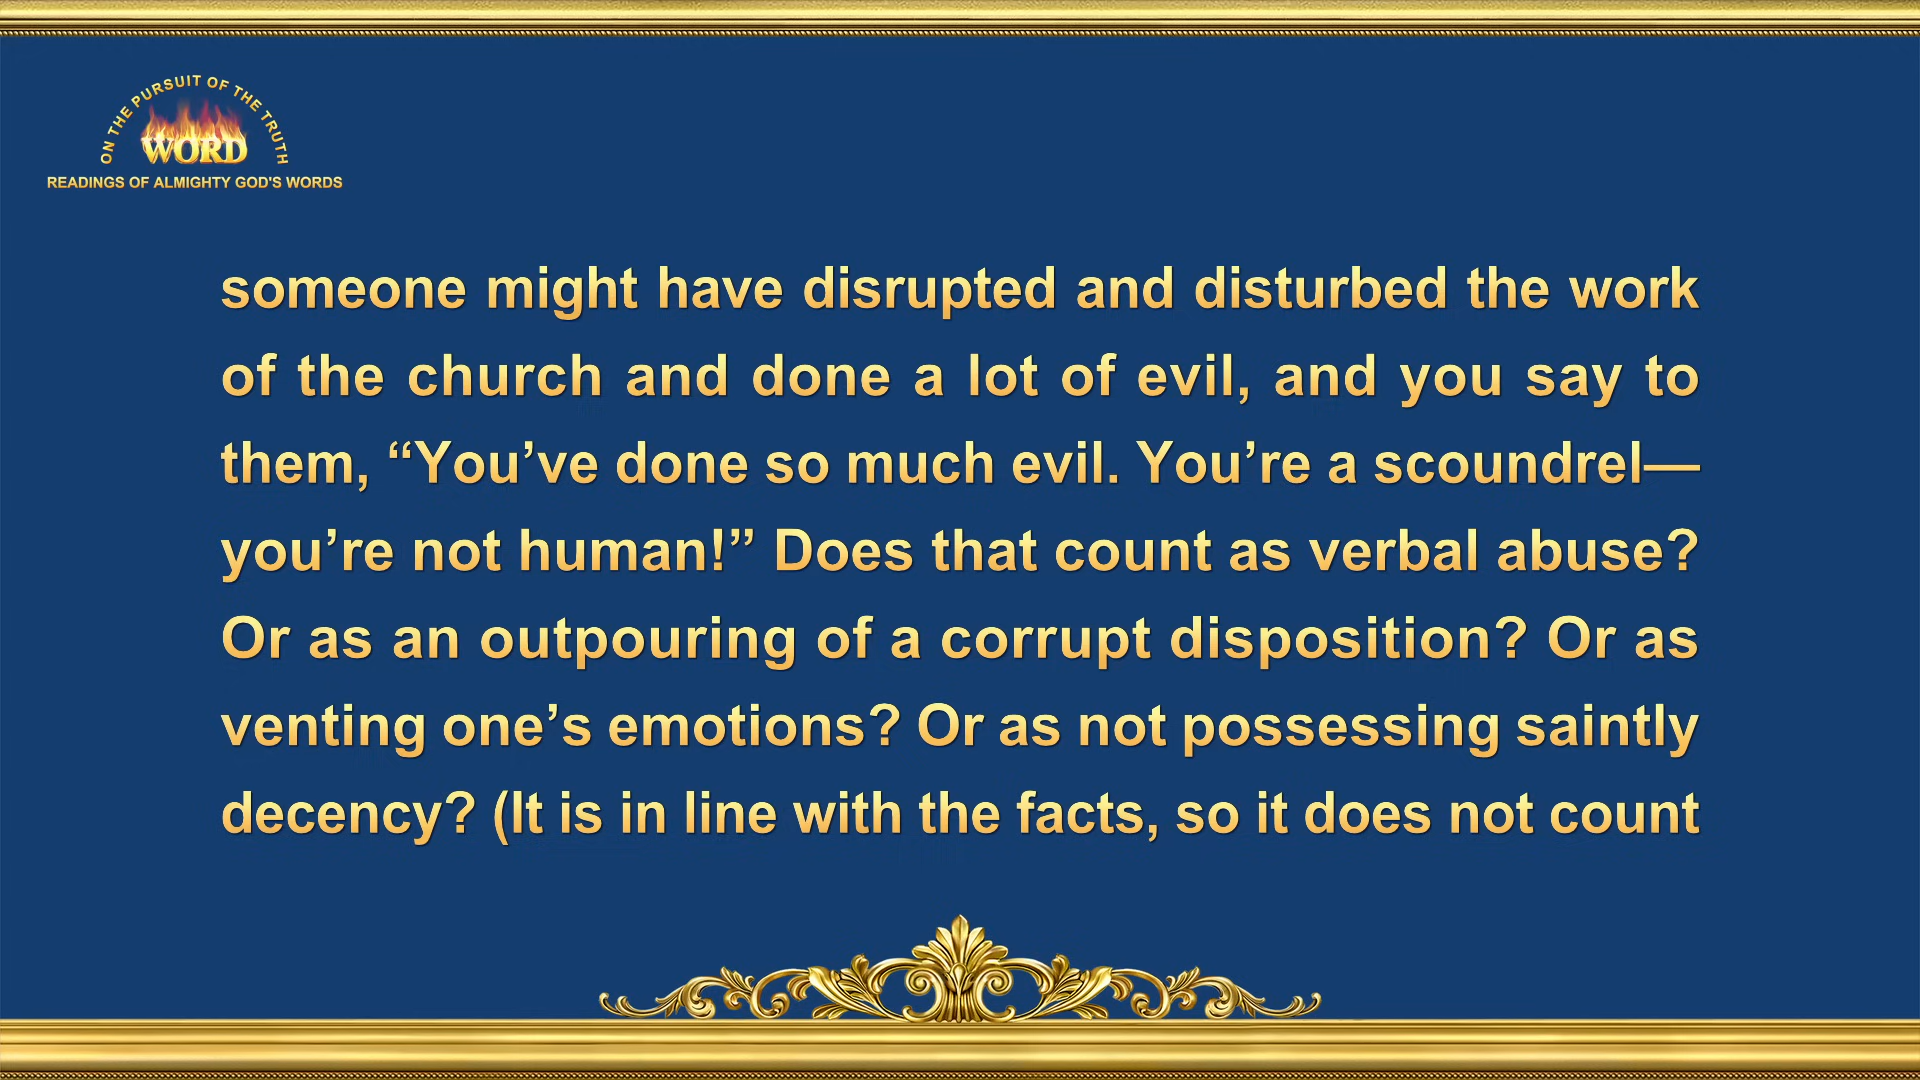 ON THE PURSUIT OF THE TRUTH
WORD
READINGS OF ALMIGHTY GOD'S WORDS
someone might have disrupted and disturbed the work
of the church and done a lot of evil, and you say to
them, “You’ve done so much evil. You’re a scoundrel—
you’re not human!” Does that count as verbal abuse?
Or as an outpouring of a corrupt disposition? Or as
venting one’s emotions? Or as not possessing saintly
decency? (It is in line with the facts, so it does not count